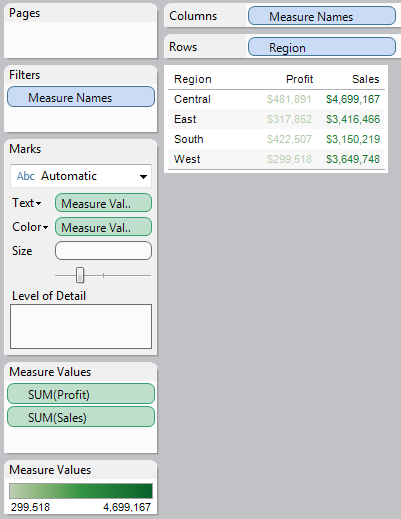 Pages
Columns Measure Names
Rows Region
Filters
Measure Names
Marks
Abc Automatic
Text Measure Val..
Color Measure Val..
Size
Level of Detail
Measure Values
SUM(Profit)
SUM(Sales)
Measure Values
299,518 4,699,167
Region Profit Sales
Central $481,891 $4,699,167
East $317,852 $3,416,466
South $422,507 $3,150,219
West $299,518 $3,649,748